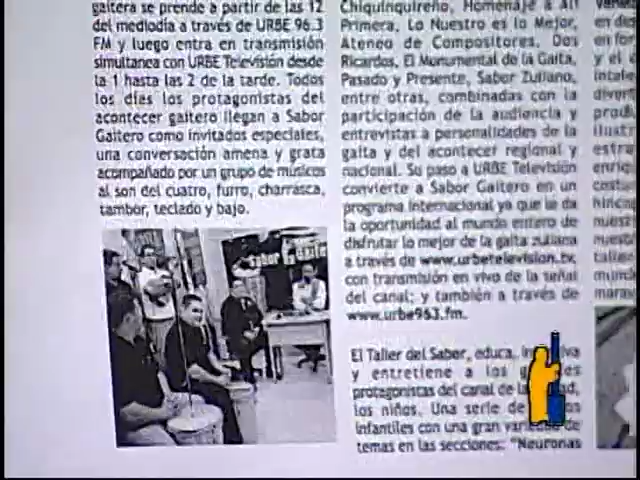 gaitera se prende a partir de las 12
del mediodía a través de URBE 96.3
FM y luego entra en transmisión
simultanea con URBE Televisión desde
la 1 hasta las 2 de la tarde. Todos
los días los protagonistas del
acontecer gaitero llegan a Sabor
Gaitero como invitados especiales,
una conversación amena y grata
acompañado por un grupo de músicos
al son del cuatro, furro, charrasca,
tambor, teclado y bajo.
Sabor Gaitero
Chiquinquireño, Homenaje a
Primera, Lo Nuestro es lo Mejor,
Ateneo de Compositores, Dos
Ricardos, El Monumental de la Gaita,
Pasado y Presente, Sabor Zuliano,
entre otras, combinadas con la
participación de la audiencia y
entrevistas a personalidades de la
gaita y del acontecer regional y
nacional. Su paso a URBE Televisión
convierte a Sabor Gaitero en un
programa internacional ya que se da
la oportunidad al mundo entero de
disfrutar lo mejor de la gaita zuliana
a través de www.urbetelevision.tv,
con transmisión en vivo de la señal
del canal; y también a través de
www.urbe963.fm.
El Taller del Sabor, educa,
y entretiene a los
protagonistas del canal de la
los niños. Una serie de
infantiles con una gran variedad de
temas en las secciones: "Neuronas